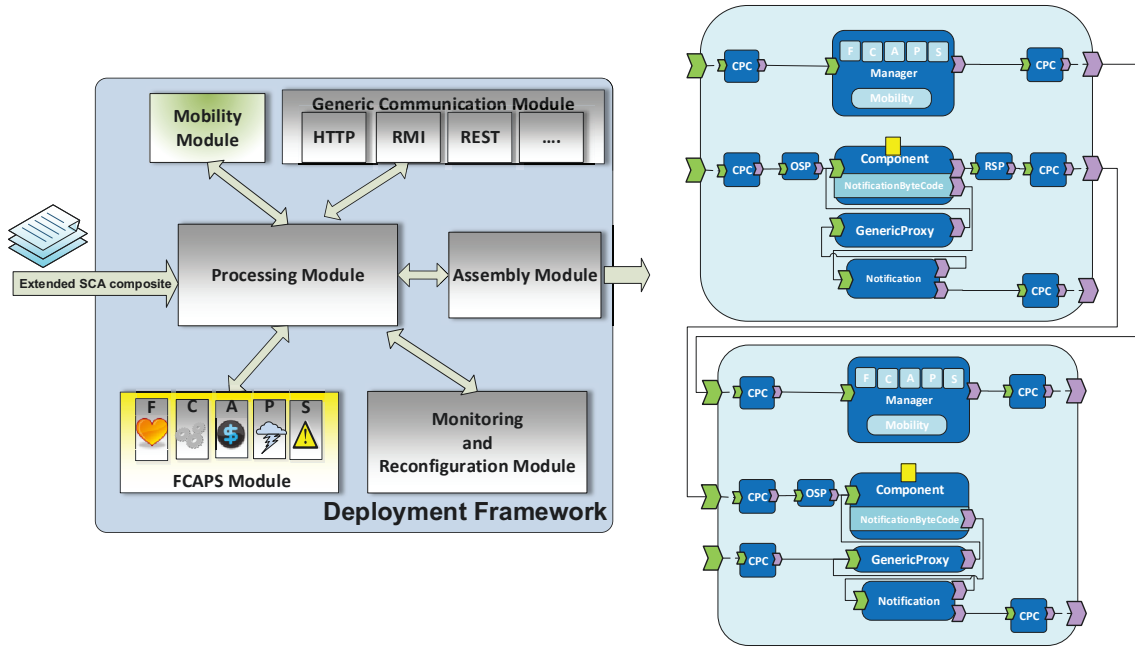 Mobility
Module
Generic Communication Module
HTTP
RMI
REST
....
Extended SCA composite
Processing Module
Assembly Module
F
C
A
P
S
$
FCAPS Module
Monitoring
and
Reconfiguration Module
Deployment Framework
CPC
F
C
A
P
S
Manager
Mobility
CPC
CPC
OSP
Component
NotificationByteCode
RSP
CPC
GenericProxy
Notification
CPC
CPC
F
C
A
P
S
Manager
Mobility
CPC
CPC
OSP
Component
NotificationByteCode
CPC
GenericProxy
Notification
CPC